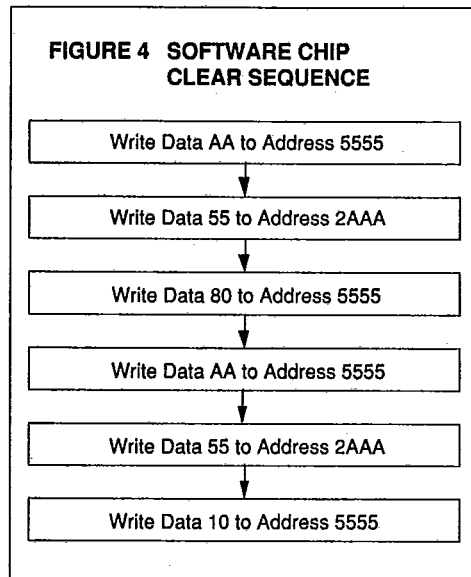 FIGURE 4 SOFTWARE CHIP
CLEAR SEQUENCE
Write Data AA to Address 5555
Write Data 55 to Address 2AAA
Write Data 80 to Address 5555
Write Data AA to Address 5555
Write Data 55 to Address 2AAA
Write Data 10 to Address 5555